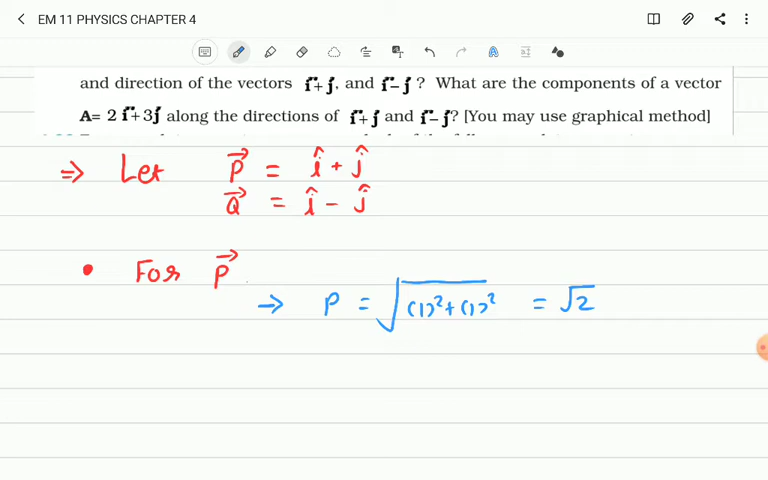 EM 11 PHYSICS CHAPTER 4
and direction of the vectors î + ĵ, and î − ĵ ? What are the components of a vector
A= 2 î + 3ĵ along the directions of î + ĵ and î − ĵ? [You may use graphical method]
⇒ Let P⃗ = î + ĵ
Q⃗ = î − ĵ
• For P⃗
→ P = √((1)² + (1)²) = √2